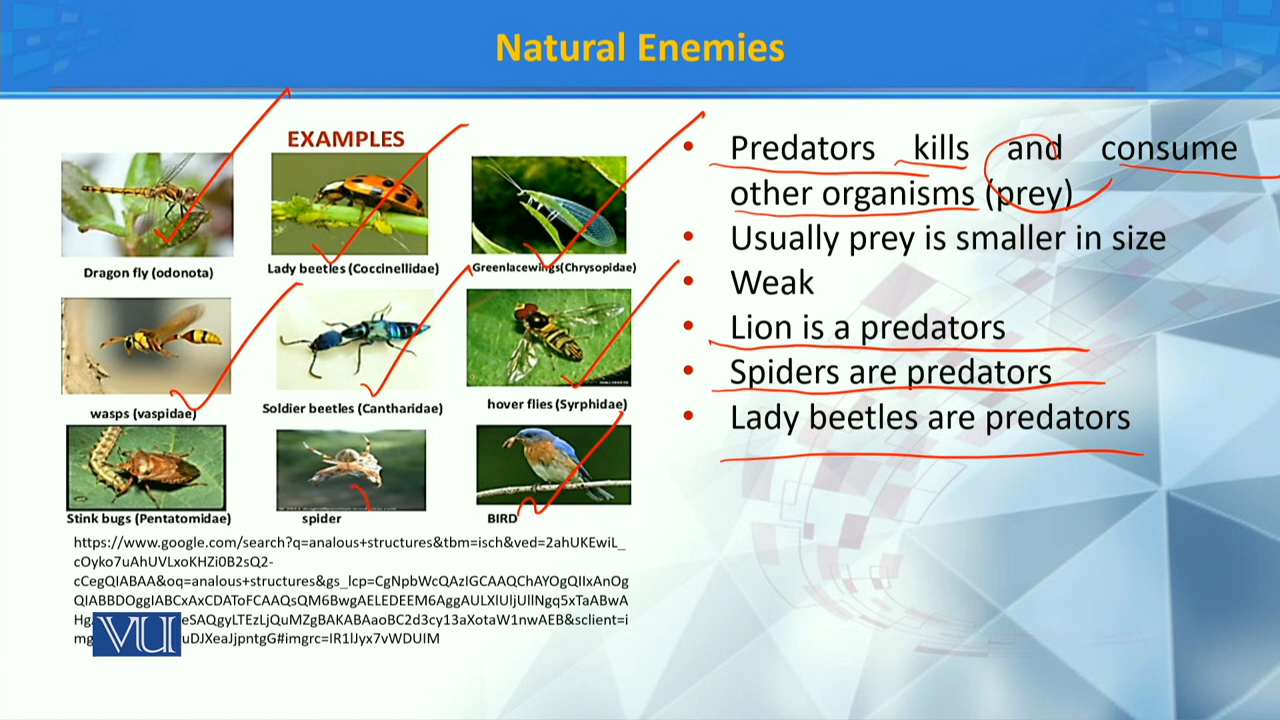 Natural Enemies
EXAMPLES
Dragon fly (odonota)
Lady beetles (Coccinellidae)
Greenlacewings(Chrysopidae)
wasps (vaspidae)
Soldier beetles (Cantharidae)
hover flies (Syrphidae)
Stink bugs (Pentatomidae)
spider
BIRD
https://www.google.com/search?q=analous+structures&tbm=isch&ved=2ahUKEwiL_
cOyko7uAhUVLxoKHZi0B2sQ2-
cCegQIABAA&oq=analous+structures&gs_lcp=CgNpbWcQAzIGCAAQChAYOgQIIxAnOg
QIABBDOggIABCxAxCDAToFCAAQsQM6BwgAELEDEEM6AggAULXlUljUllNgq5xTaABwA
eSAQgyLTEzLjQuMZgBAKABAaoBC2d3cy13aXotaW1nwAEB&sclient=i
uDJXeaJjpntgG#imgrc=IR1lJyx7vWDUIM
VU
• Predators kills and consume
other organisms (prey)
• Usually prey is smaller in size
• Weak
• Lion is a predators
• Spiders are predators
• Lady beetles are predators